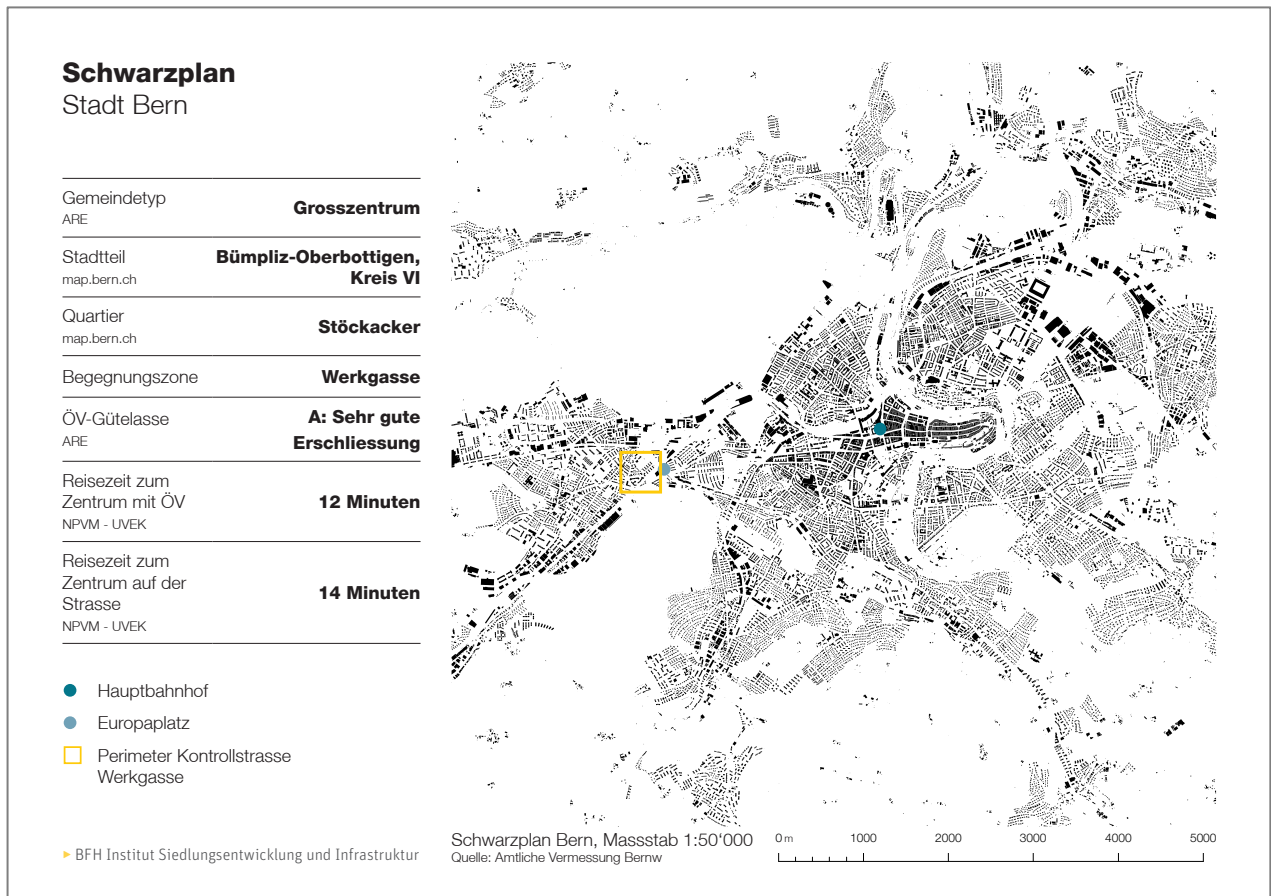 Schwarzplan
Stadt Bern
Gemeindetyp
ARE
Grosszentrum
Stadtteil
map.bern.ch
Bümpliz-Oberbottigen,
Kreis VI
Quartier
map.bern.ch
Stöckacker
Begegnungszone
Werkgasse
ÖV-Gütelasse
ARE
A: Sehr gute
Erschliessung
Reisezeit zum
Zentrum mit ÖV
NPVM - UVEK
12 Minuten
Reisezeit zum
Zentrum auf der
Strasse
NPVM - UVEK
14 Minuten
Hauptbahnhof
Europaplatz
Perimeter Kontrollstrasse
Werkgasse
BFH Institut Siedlungsentwicklung und Infrastruktur
Schwarzplan Bern, Massstab 1:50'000
Quelle: Amtliche Vermessung Bernw
0 m 1000 2000 3000 4000 5000